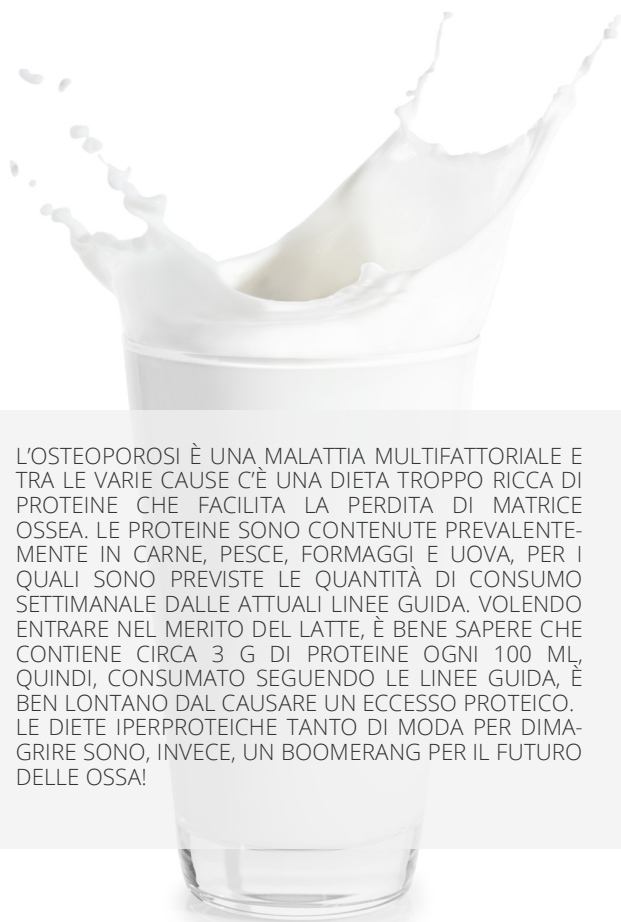 L'OSTEOPOROSI È UNA MALATTIA MULTIFATTORIALE E
TRA LE VARIE CAUSE C'È UNA DIETA TROPPO RICCA DI
PROTEINE CHE FACILITA LA PERDITA DI MATRICE
OSSEA. LE PROTEINE SONO CONTENUTE PREVALENTE-
MENTE IN CARNE, PESCE, FORMAGGI E UOVA, PER I
QUALI SONO PREVISTE LE QUANTITÀ DI CONSUMO
SETTIMANALE DALLE ATTUALI LINEE GUIDA. VOLENDO
ENTRARE NEL MERITO DEL LATTE, È BENE SAPERE CHE
CONTIENE CIRCA 3 G DI PROTEINE OGNI 100 ML,
QUINDI, CONSUMATO SEGUENDO LE LINEE GUIDA, È
BEN LONTANO DAL CAUSARE UN ECCESSO PROTEICO.
LE DIETE IPERPROTEICHE TANTO DI MODA PER DIMA-
GRIRE SONO, INVECE, UN BOOMERANG PER IL FUTURO
DELLE OSSA!